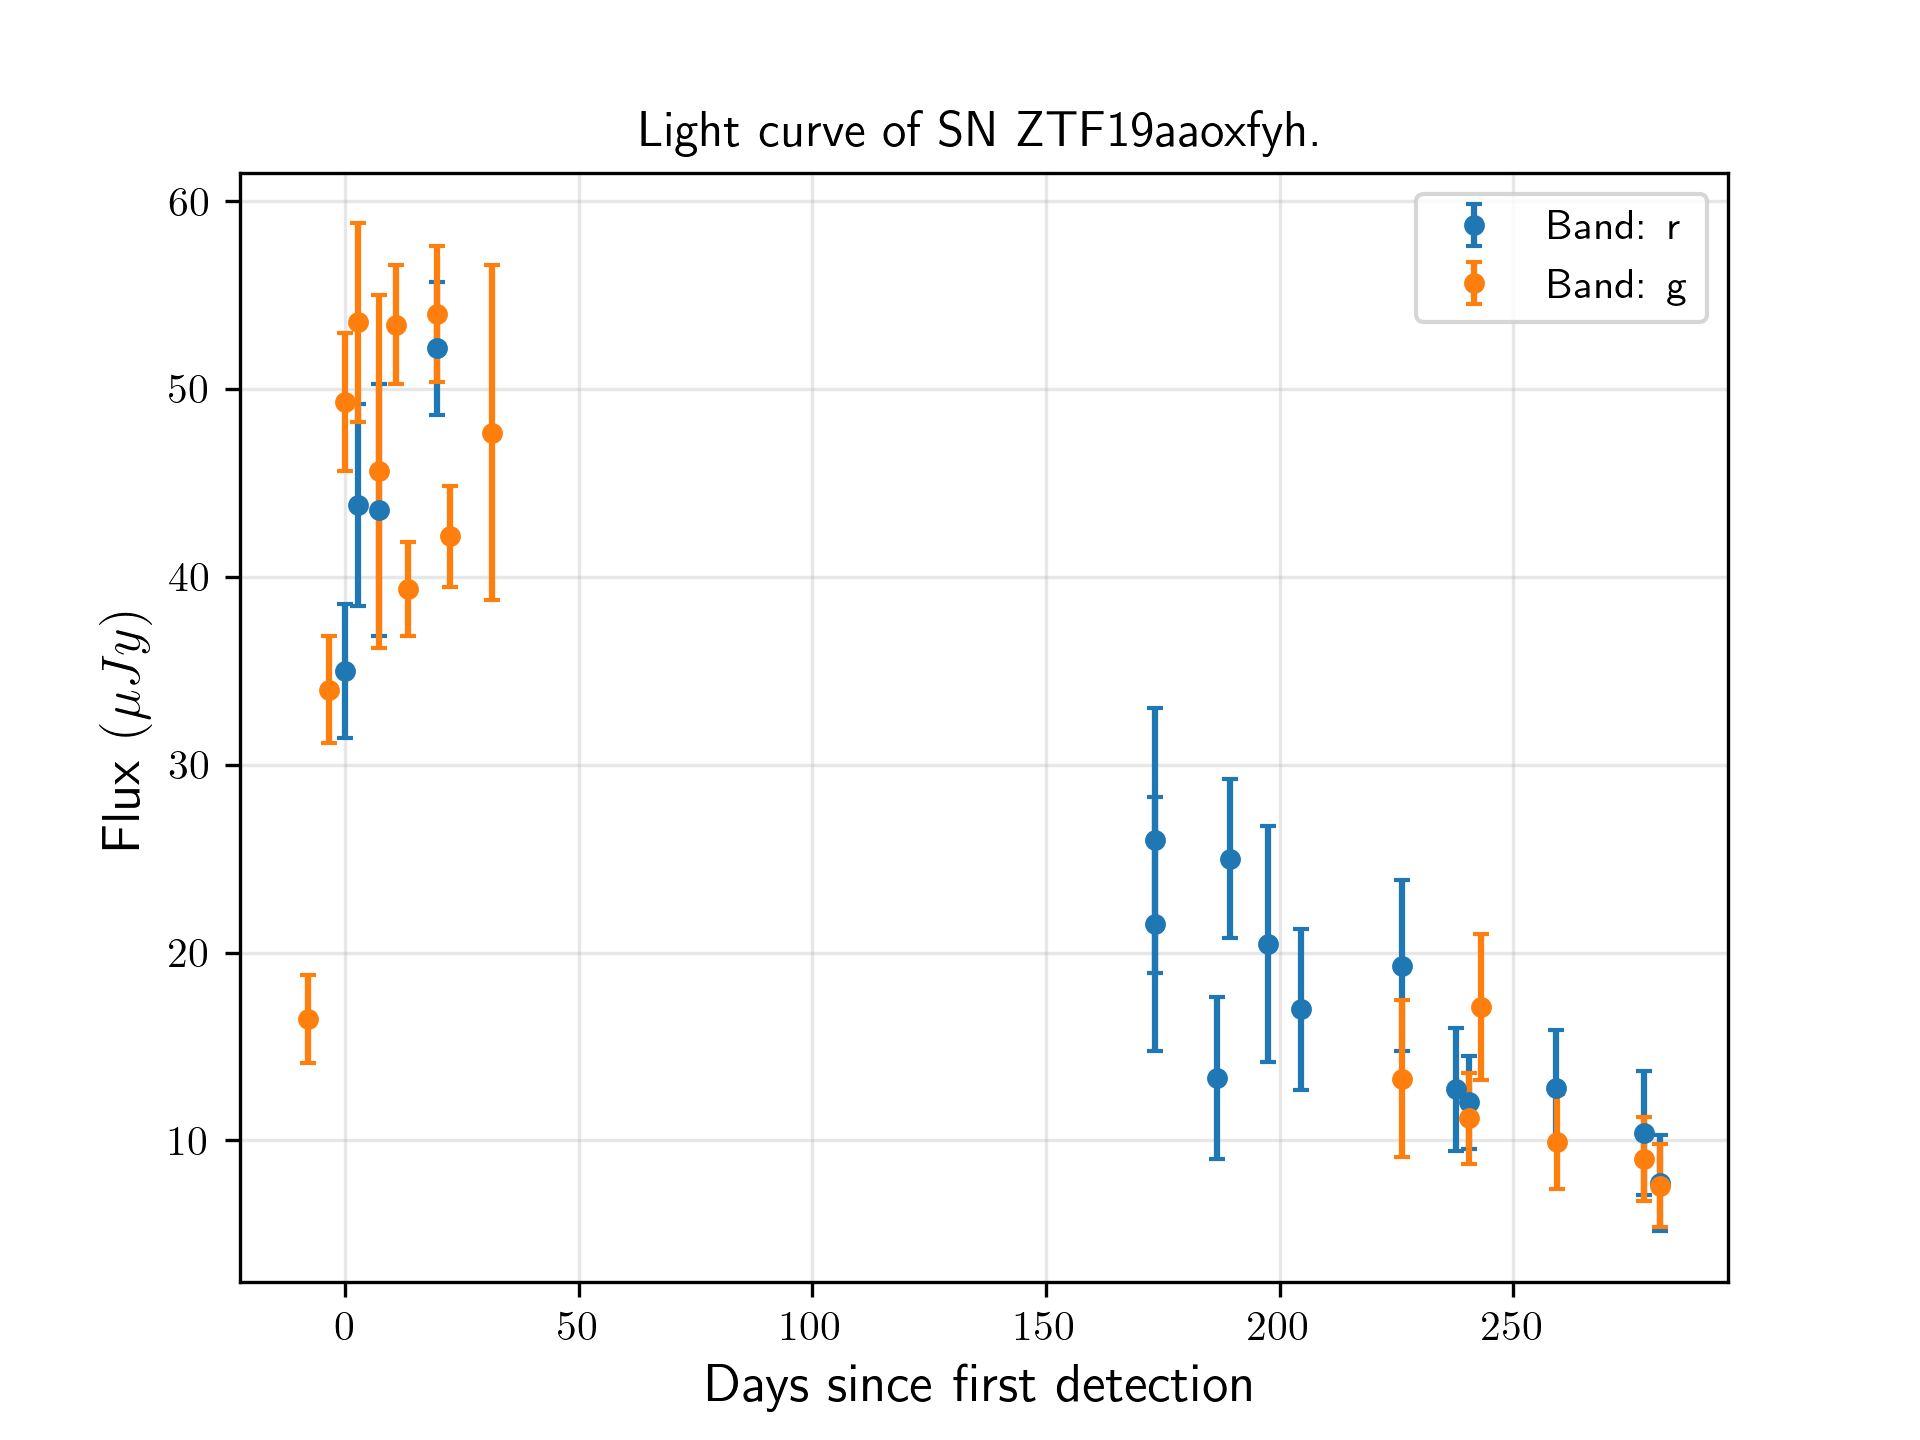 Light curve of SN ZTF19aaoxfyh.
Band: r
Band: g
60
50
40
30
20
10
Flux (μJy)
0 50 100 150 200 250
Days since first detection